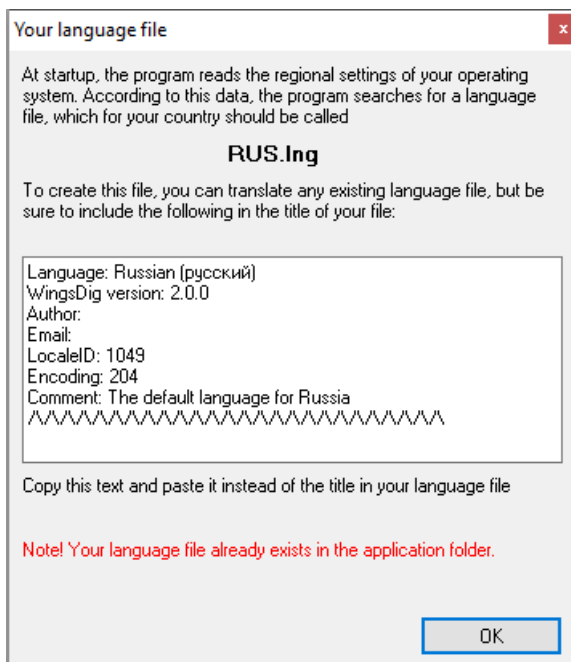 Your language file
x
At startup, the program reads the regional settings of your operating
system. According to this data, the program searches for a language
file, which for your country should be called
RUS.lng
To create this file, you can translate any existing language file, but be
sure to include the following in the title of your file:
Language: Russian (русский)
WingsDig version: 2.0.0
Author:
Email:
LocaleID: 1049
Encoding: 204
Comment: The default language for Russia
/\/\/\/\/\/\/\/\/\/\/\/\/\/\/\/\/\/\/\/\/\/\/\/\/\/\/\/\/\
Copy this text and paste it instead of the title in your language file
Note! Your language file already exists in the application folder.
OK